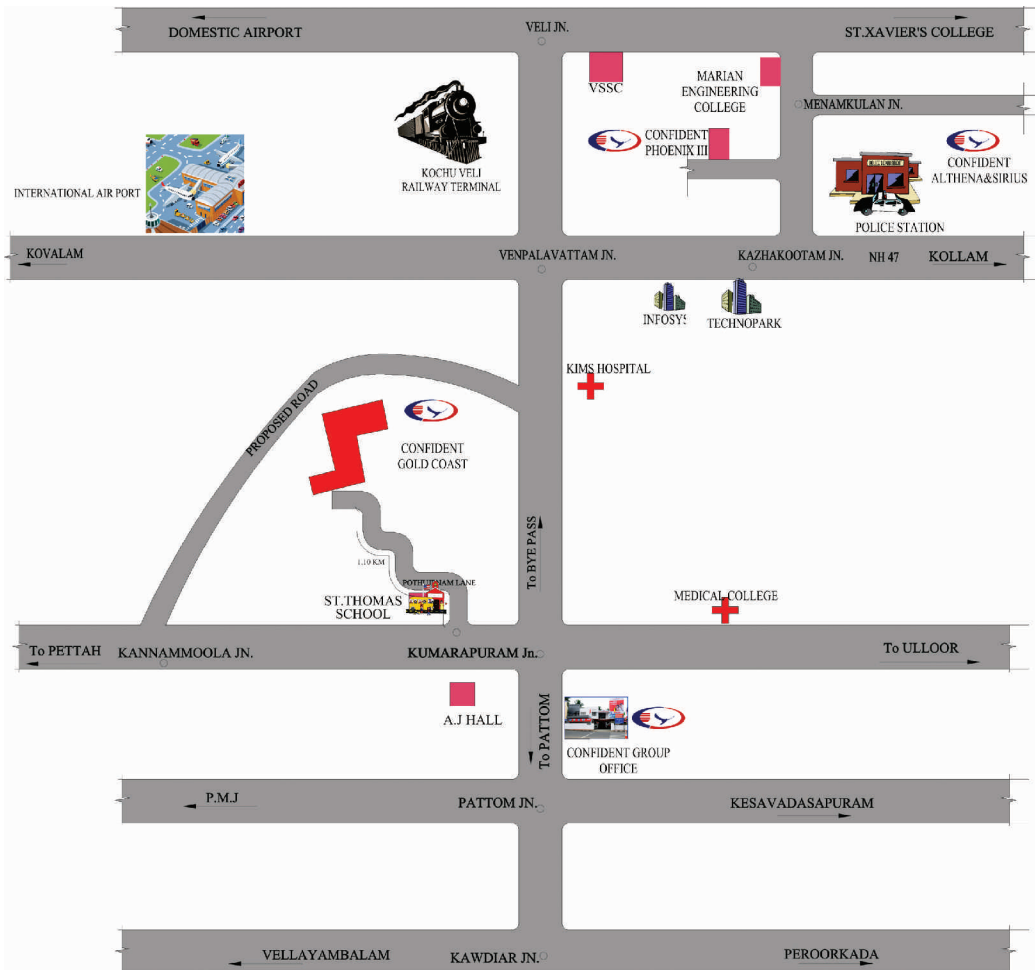 DOMESTIC AIRPORT
VELI JN.
ST.XAVIER'S COLLEGE
VSSC
MARIAN
ENGINEERING
COLLEGE
MENAMKULAN JN.
CONFIDENT
PHOENIX III
CONFIDENT
ALTHENA&SIRIUS
KOCHU VELI
RAILWAY TERMINAL
INTERNATIONAL AIR PORT
POLICE STATION
KOVALAM
VENPALAVATTAM JN.
KAZHAKOOTAM JN.
NH 47
KOLLAM
INFOSYS
TECHNOPARK
KIMS HOSPITAL
PROPOSED ROAD
CONFIDENT
GOLD COAST
To BYE PASS
1.10 KM
ST.THOMAS
SCHOOL
MEDICAL COLLEGE
To PETTAH
KANNAMMOOLA JN.
KUMARAPURAM Jn.
To ULLOOR
A.J HALL
To PATTOM
CONFIDENT GROUP
OFFICE
P.M.J
PATTOM JN.
KESAVADASAPURAM
VELLAYAMBALAM
KAWDIAR JN.
PEROORKADA